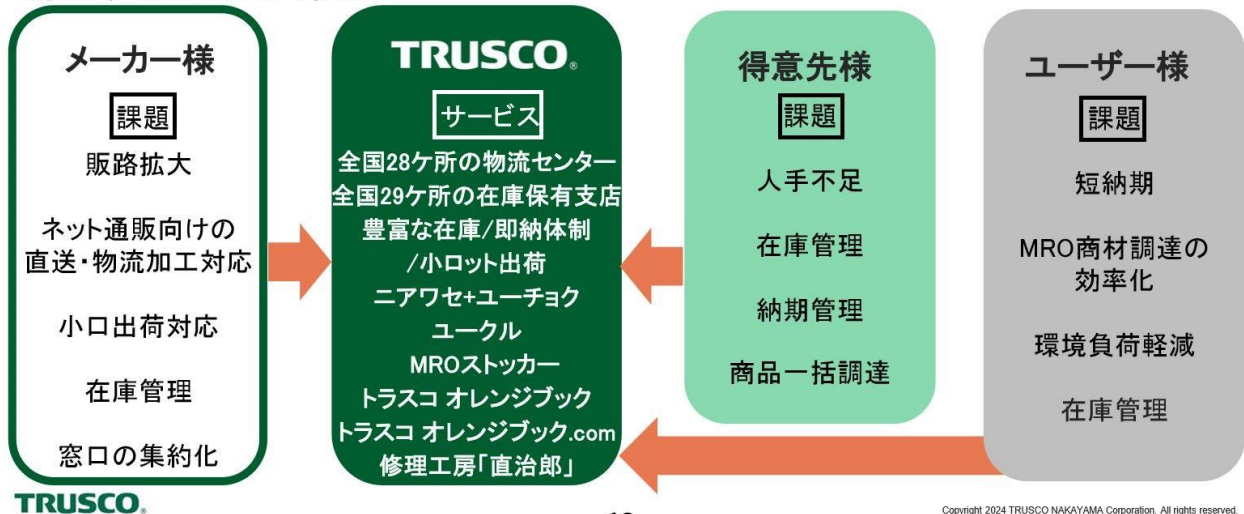 メーカー様
課題
販路拡大
ネット通販向けの
直送・物流加工対応
小口出荷対応
在庫管理
窓口の集約化
TRUSCO®
サービス
全国28ケ所の物流センター
全国29ケ所の在庫保有支店
豊富な在庫/即納体制
/小ロット出荷
ニアワセ+ユーチョク
ユークル
MROストッカー
トラスコ オレンジブック
トラスコ オレンジブック.com
修理工房「直治郎」
得意先様
課題
人手不足
在庫管理
納期管理
商品一括調達
ユーザー様
課題
短納期
MRO商材調達の
効率化
環境負荷軽減
在庫管理
TRUSCO®
Copyright 2024 TRUSCO NAKAYAMA Corporation. All rights reserved.